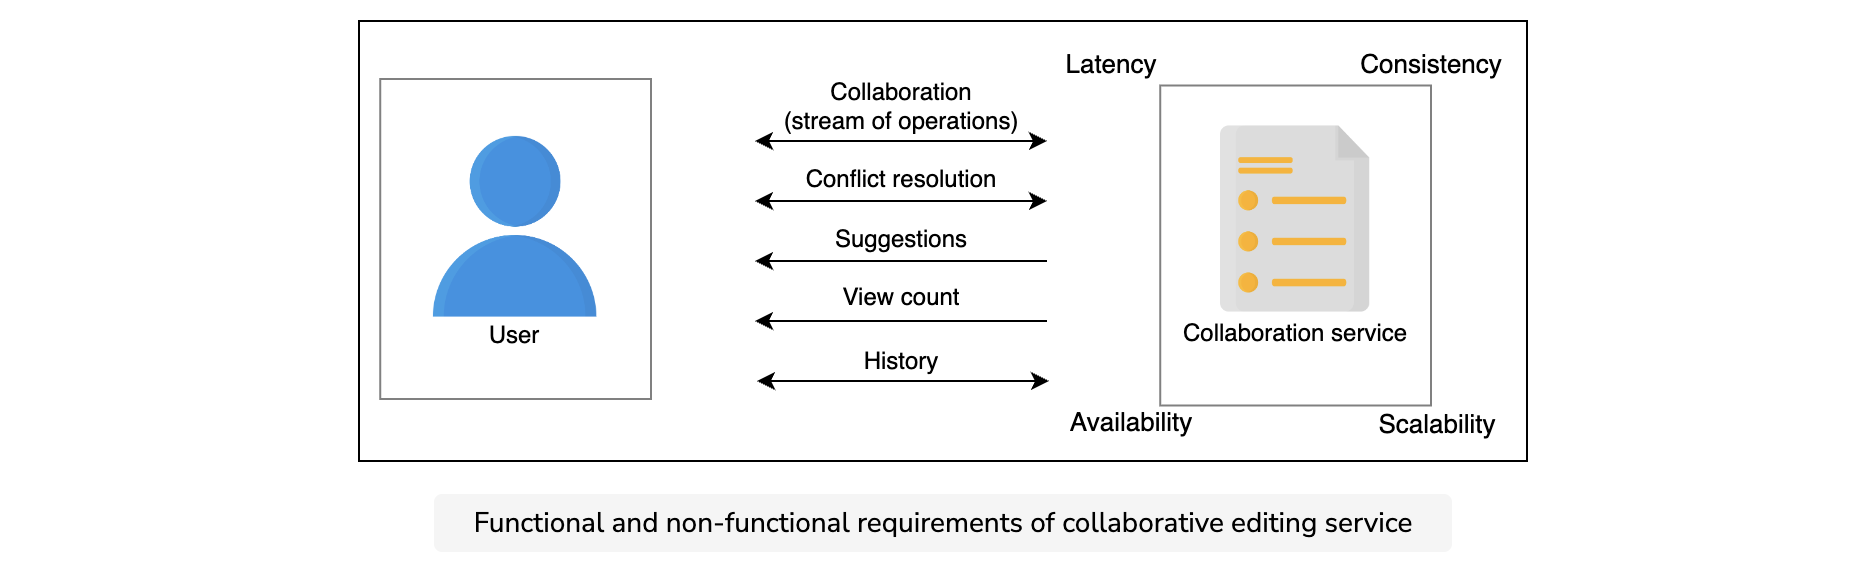 Latency
Consistency
Collaboration
(stream of operations)
Conflict resolution
Suggestions
View count
History
User
Collaboration service
Availability
Scalability
Functional and non-functional requirements of collaborative editing service